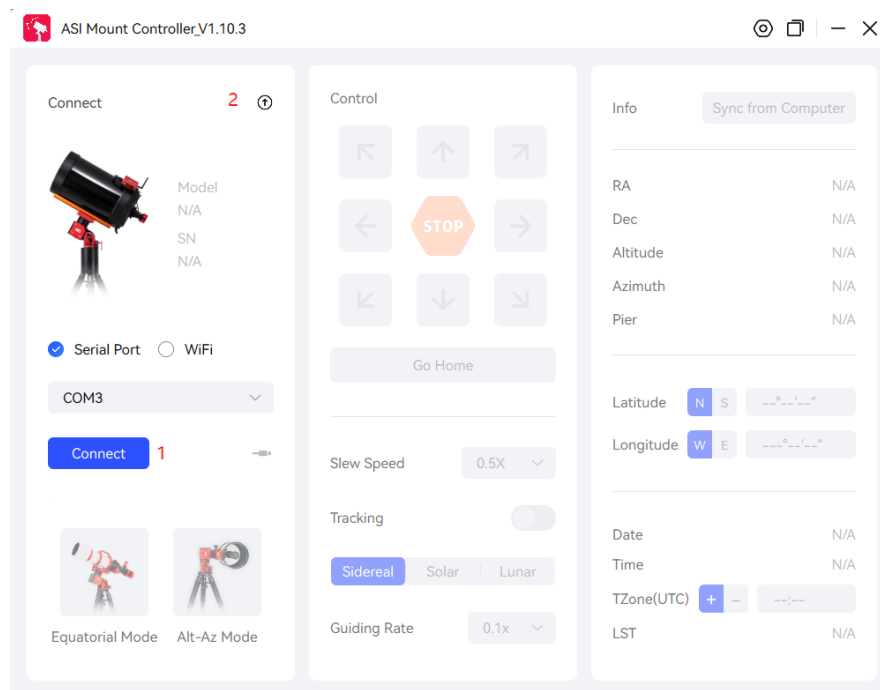 ASI Mount Controller_V1.10.3
Connect 2
Model
N/A
SN
N/A
Serial Port WiFi
COM3
Connect 1
Equatorial Mode Alt-Az Mode
Control
STOP
Go Home
Slew Speed 0.5X
Tracking
Sidereal Solar Lunar
Guiding Rate 0.1x
Info Sync from Computer
RA N/A
Dec N/A
Altitude N/A
Azimuth N/A
Pier N/A
Latitude N S --°--'--"
Longitude W E ---°--'--"
Date N/A
Time N/A
TZone(UTC) + - --:--
LST N/A